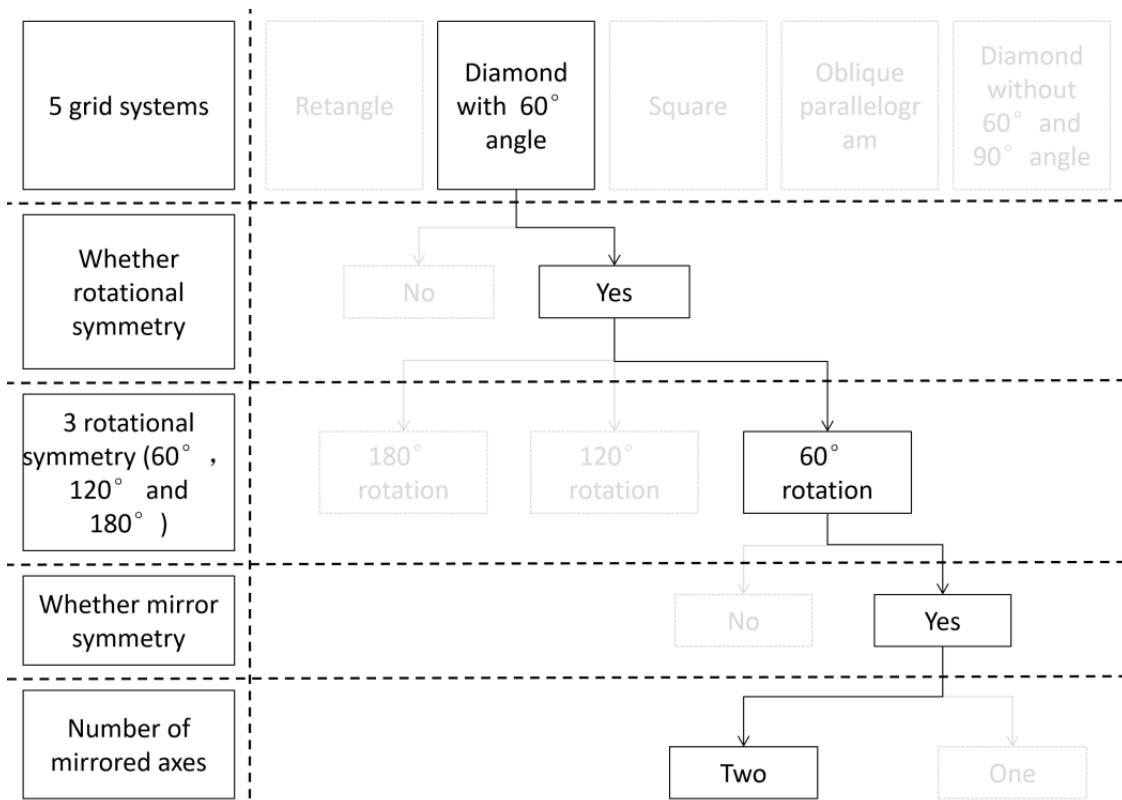 5 grid systems
Retangle
Diamond
with 60°
angle
Square
Oblique
parallelogr
am
Diamond
without
60° and
90° angle
Whether
rotational
symmetry
No
Yes
3 rotational
symmetry (60° ，
120° and
180° )
180°
rotation
120°
rotation
60°
rotation
Whether mirror
symmetry
No
Yes
Number of
mirrored axes
Two
One